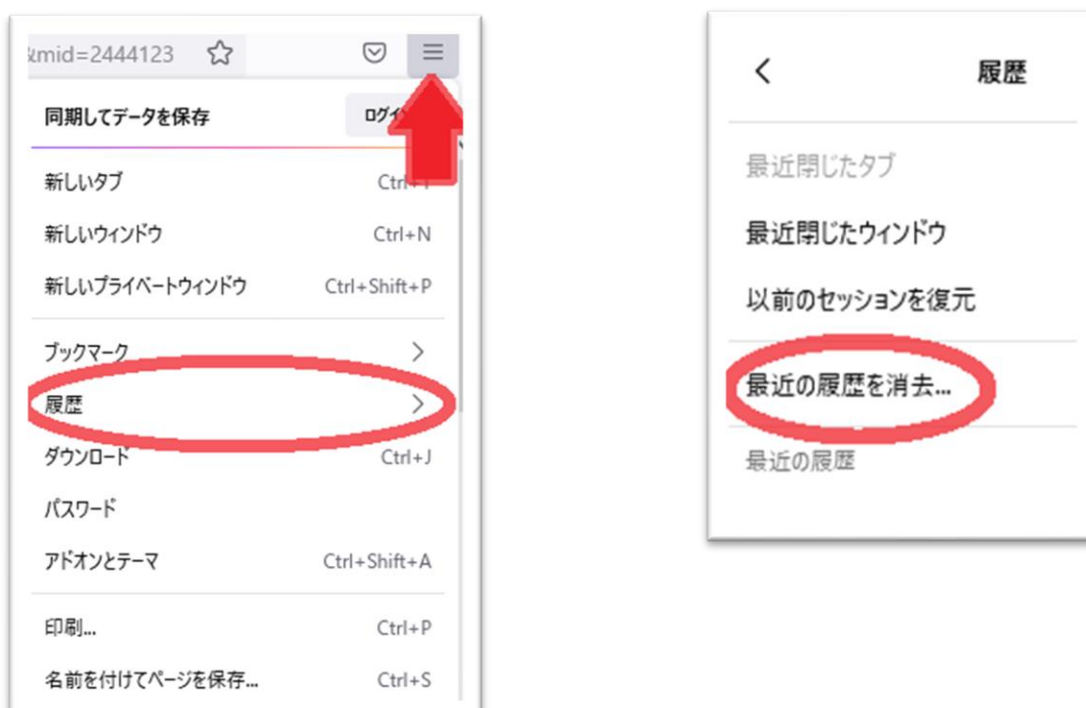 &mid=2444123
同期してデータを保存
新しいタブ Ctrl+T
新しいウィンドウ Ctrl+N
新しいプライベートウィンドウ Ctrl+Shift+P
ブックマーク
履歴
ダウンロード Ctrl+J
パスワード
アドオンとテーマ Ctrl+Shift+A
印刷... Ctrl+P
名前を付けてページを保存... Ctrl+S
履歴
最近閉じたタブ
最近閉じたウィンドウ
以前のセッションを復元
最近の履歴を消去...
最近の履歴